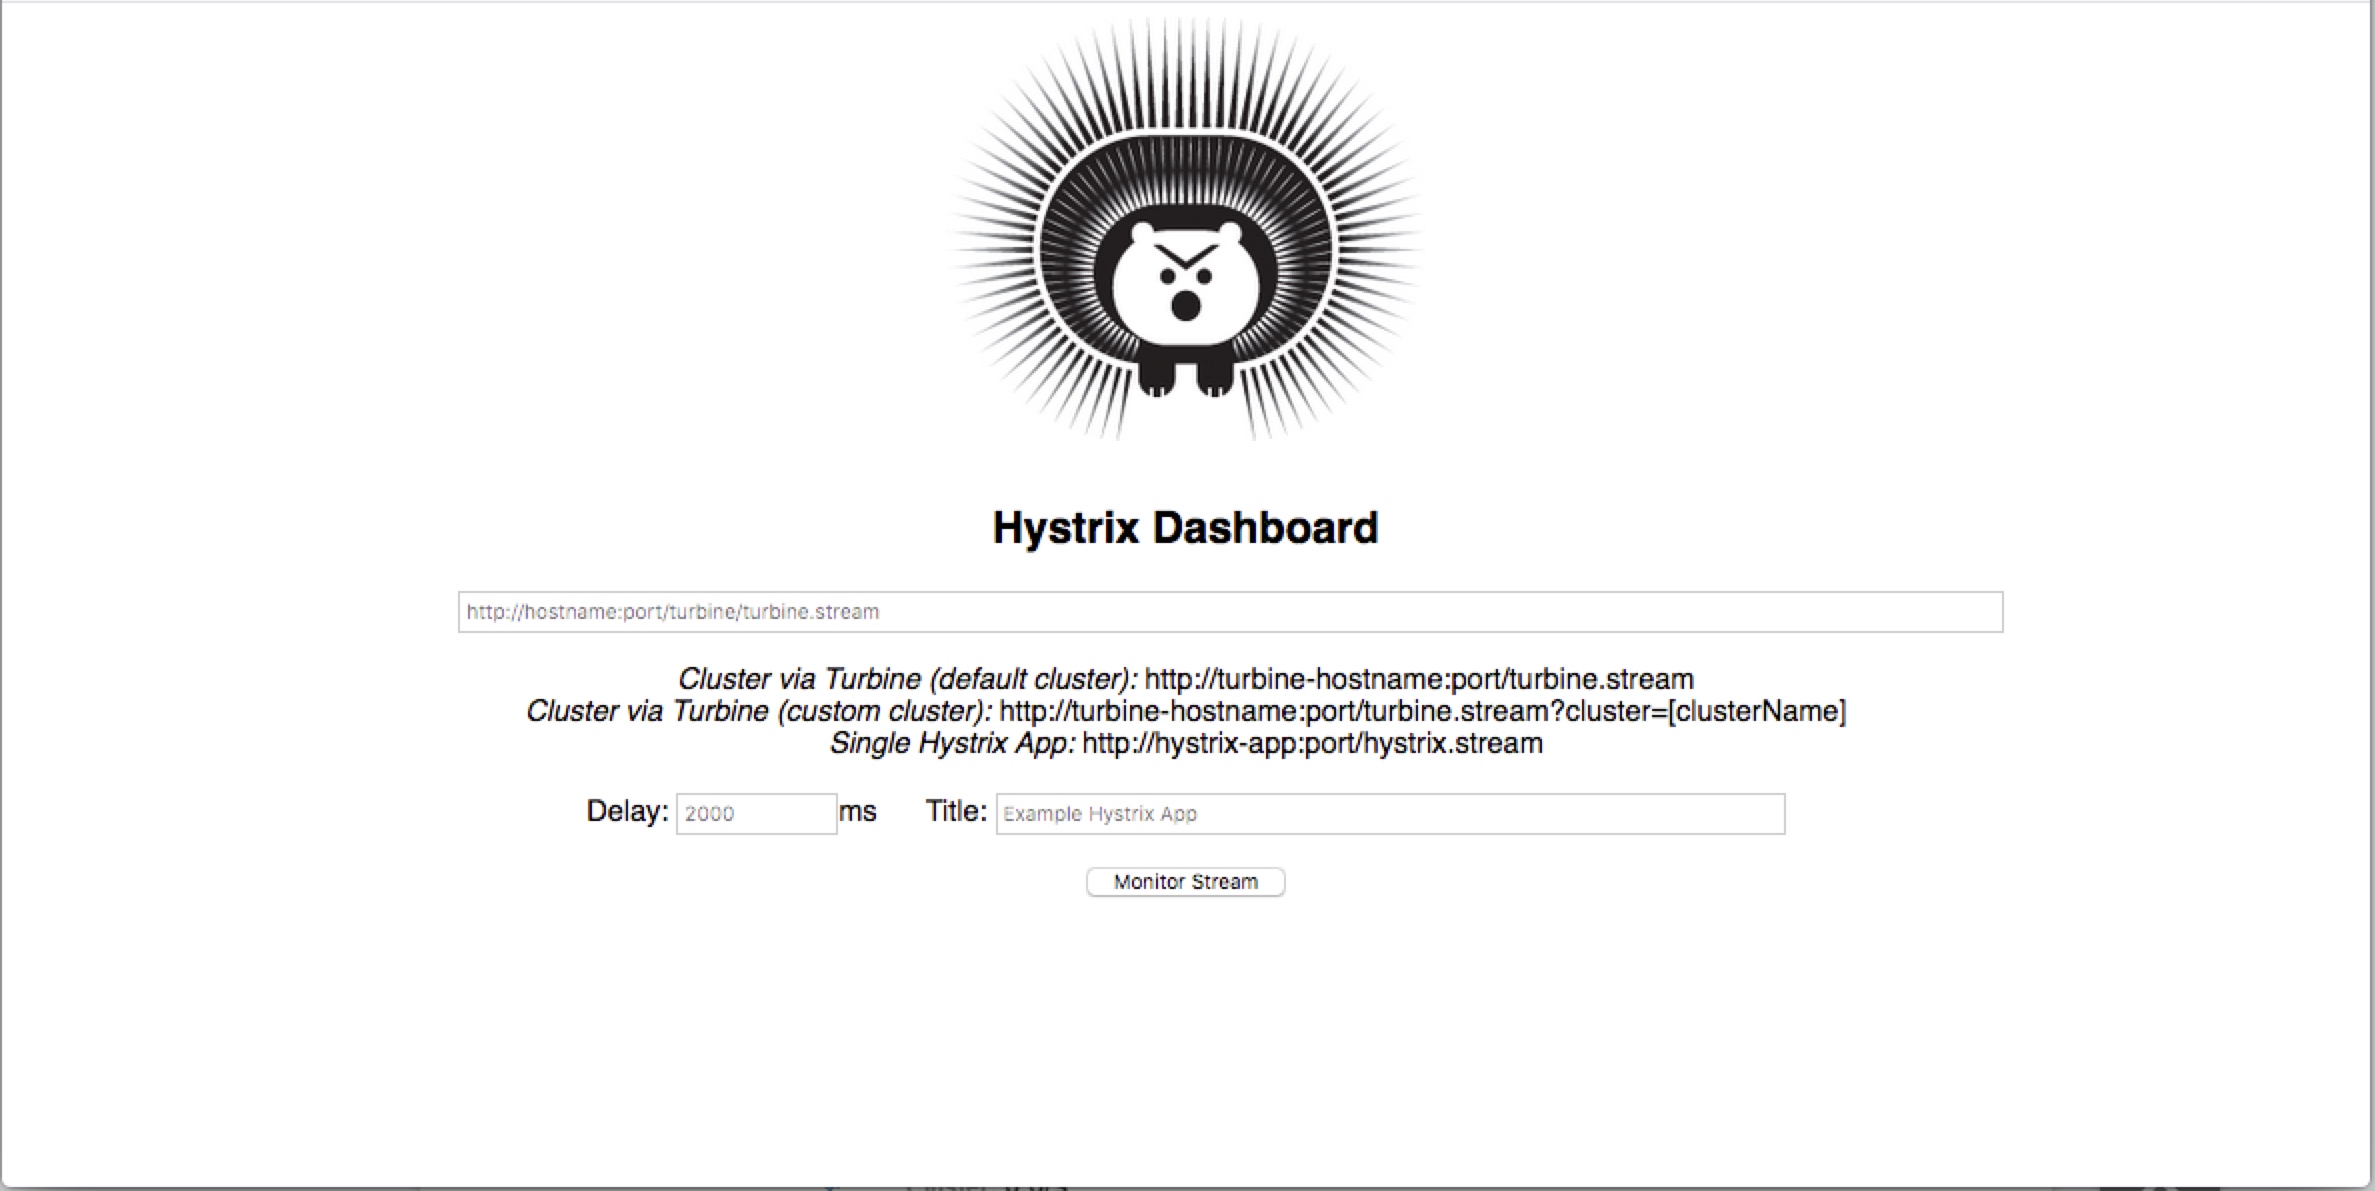 Hystrix Dashboard
http://hostname:port/turbine/turbine.stream
Cluster via Turbine (default cluster): http://turbine-hostname:port/turbine.stream
Cluster via Turbine (custom cluster): http://turbine-hostname:port/turbine.stream?cluster=[clusterName]
Single Hystrix App: http://hystrix-app:port/hystrix.stream
Delay: 2000 ms Title: Example Hystrix App
Monitor Stream